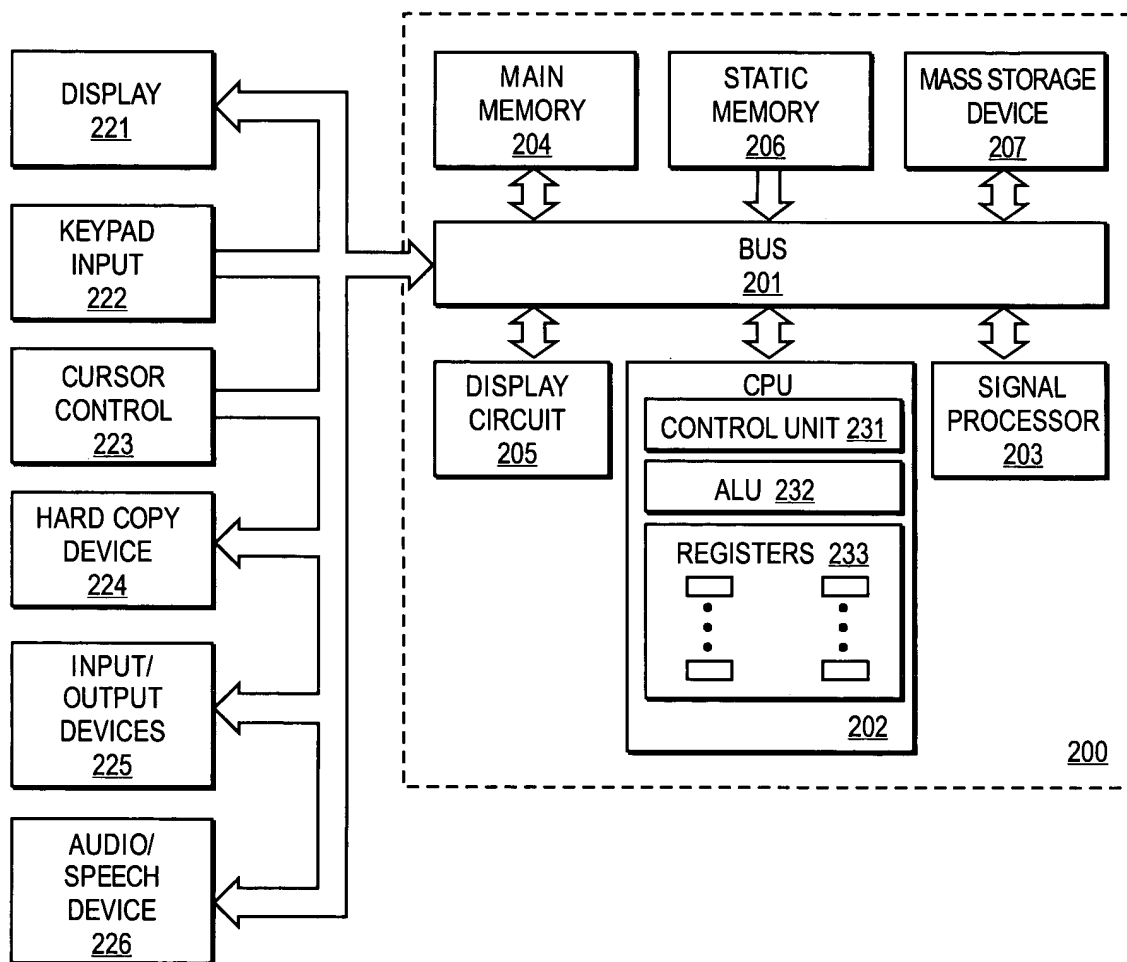 DISPLAY
221
KEYPAD
INPUT
222
CURSOR
CONTROL
223
HARD COPY
DEVICE
224
INPUT/
OUTPUT
DEVICES
225
AUDIO/
SPEECH
DEVICE
226
MAIN
MEMORY
204
STATIC
MEMORY
206
MASS STORAGE
DEVICE
207
BUS
201
DISPLAY
CIRCUIT
205
CPU
CONTROL UNIT 231
ALU 232
REGISTERS 233
202
SIGNAL
PROCESSOR
203
200